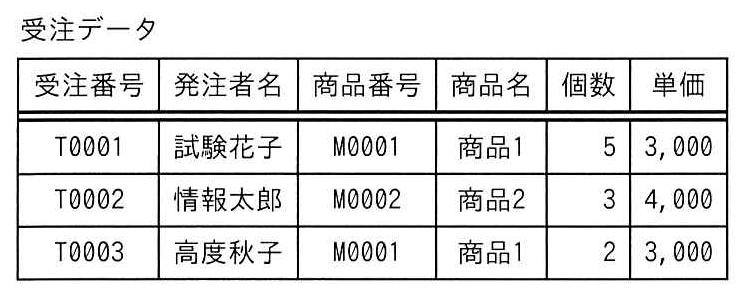 受注データ
受注番号 発注者名 商品番号 商品名 個数 単価
T0001 試験花子 M0001 商品1 5 3,000
T0002 情報太郎 M0002 商品2 3 4,000
T0003 高度秋子 M0001 商品1 2 3,000